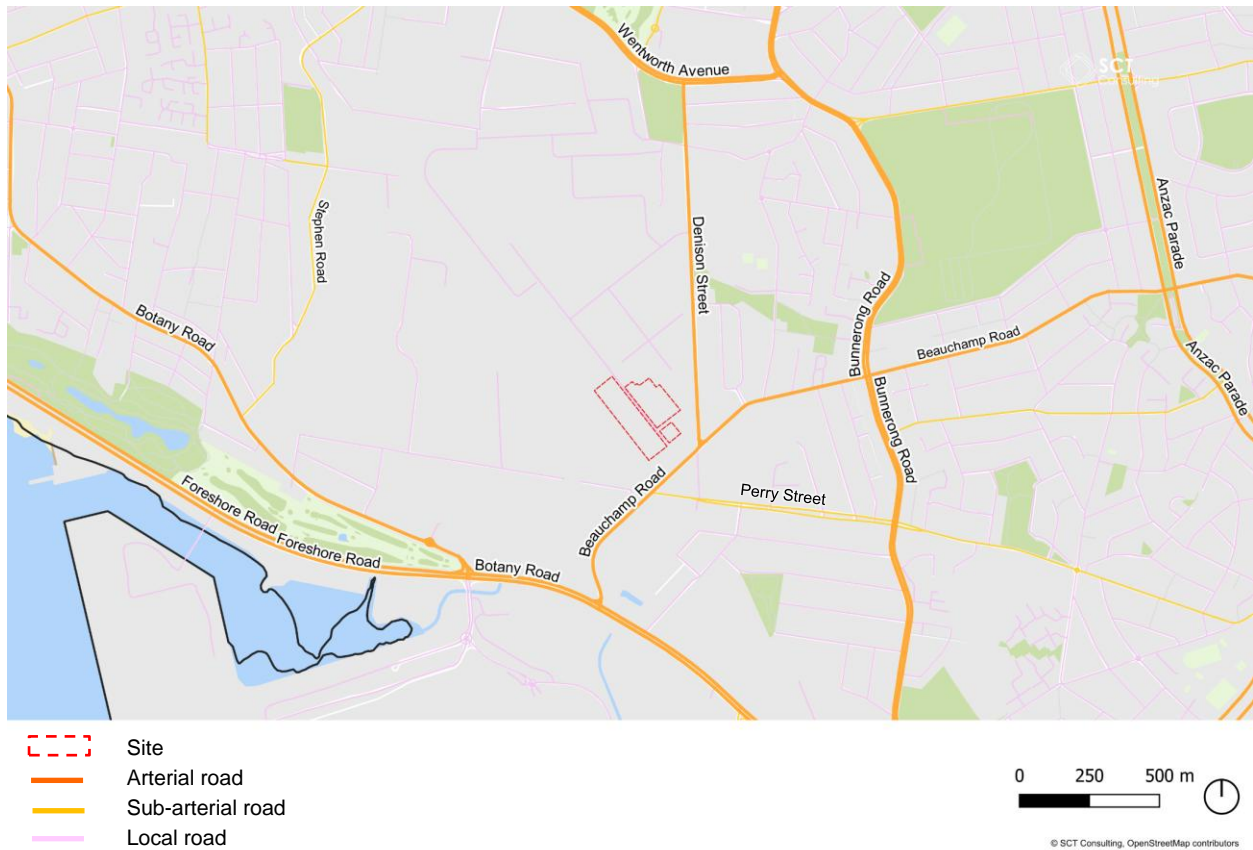 Wentworth Avenue
SCT
Consulting
Stephen Road
Anzac Parade
Denison Street
Botany Road
Bunnerong Road
Beauchamp Road
Anzac Parade
Bunnerong Road
Foreshore Road
Perry Street
Beauchamp Road
Foreshore Road
Botany Road
Site
Arterial road
Sub-arterial road
Local road
0 250 500 m
© SCT Consulting, OpenStreetMap contributors